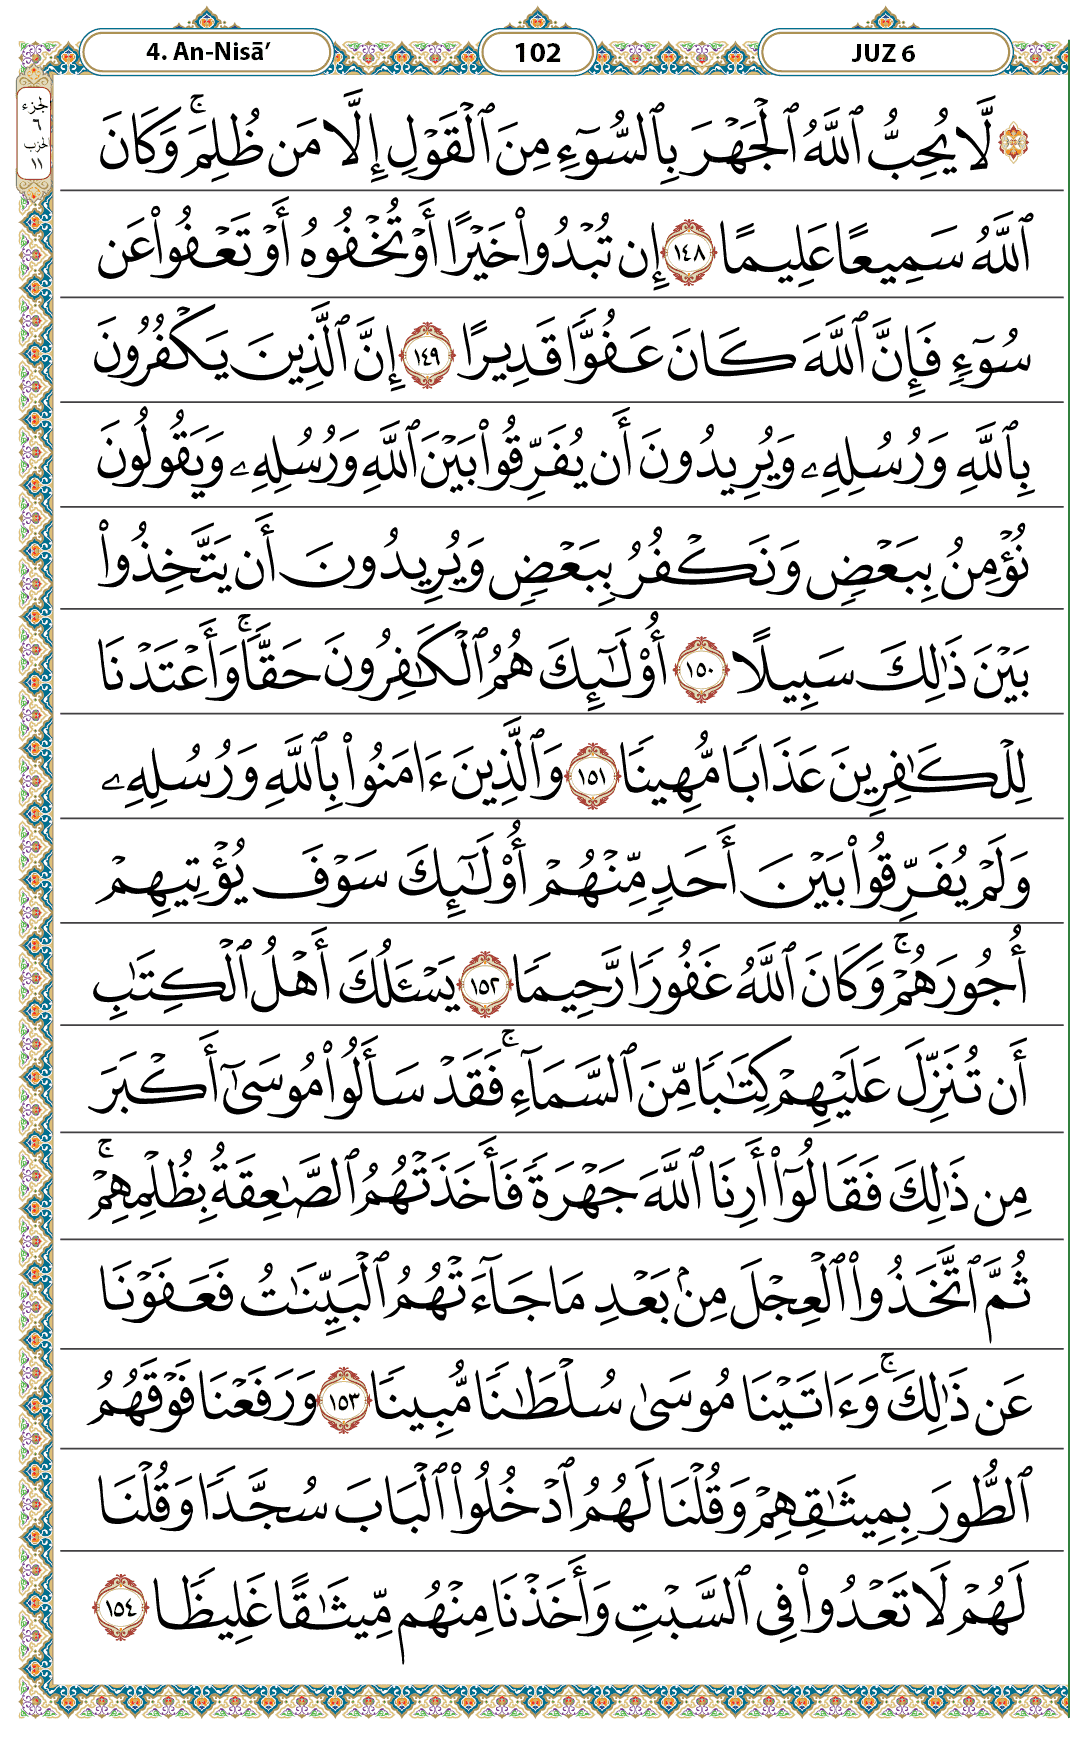 4. An-Nisā’
102
JUZ 6
الجزء
٦
الحزب
١١
۞ لَّا يُحِبُّ ٱللَّهُ ٱلْجَهْرَ بِٱلسُّوٓءِ مِنَ ٱلْقَوْلِ إِلَّا مَن ظُلِمَ ۚ وَكَانَ
ٱللَّهُ سَمِيعًا عَلِيمًا ١٤٨ إِن تُبْدُوا۟ خَيْرًا أَوْ تُخْفُوهُ أَوْ تَعْفُوا۟ عَن
سُوٓءٍ فَإِنَّ ٱللَّهَ كَانَ عَفُوًّا قَدِيرًا ١٤٩ إِنَّ ٱلَّذِينَ يَكْفُرُونَ
بِٱللَّهِ وَرُسُلِهِۦ وَيُرِيدُونَ أَن يُفَرِّقُوا۟ بَيْنَ ٱللَّهِ وَرُسُلِهِۦ وَيَقُولُونَ
نُؤْمِنُ بِبَعْضٍ وَنَكْفُرُ بِبَعْضٍ وَيُرِيدُونَ أَن يَتَّخِذُوا۟
بَيْنَ ذَٰلِكَ سَبِيلًا ١٥٠ أُو۟لَـٰٓئِكَ هُمُ ٱلْكَـٰفِرُونَ حَقًّا ۚ وَأَعْتَدْنَا
لِلْكَـٰفِرِينَ عَذَابًا مُّهِينًا ١٥١ وَٱلَّذِينَ ءَامَنُوا۟ بِٱللَّهِ وَرُسُلِهِۦ
وَلَمْ يُفَرِّقُوا۟ بَيْنَ أَحَدٍ مِّنْهُمْ أُو۟لَـٰٓئِكَ سَوْفَ يُؤْتِيهِمْ
أُجُورَهُمْ ۚ وَكَانَ ٱللَّهُ غَفُورًا رَّحِيمًا ١٥٢ يَسْـَٔلُكَ أَهْلُ ٱلْكِتَـٰبِ
أَن تُنَزِّلَ عَلَيْهِمْ كِتَـٰبًا مِّنَ ٱلسَّمَآءِ ۚ فَقَدْ سَأَلُوا۟ مُوسَىٰٓ أَكْبَرَ
مِن ذَٰلِكَ فَقَالُوٓا۟ أَرِنَا ٱللَّهَ جَهْرَةً فَأَخَذَتْهُمُ ٱلصَّـٰعِقَةُ بِظُلْمِهِمْ ۚ
ثُمَّ ٱتَّخَذُوا۟ ٱلْعِجْلَ مِنۢ بَعْدِ مَا جَآءَتْهُمُ ٱلْبَيِّنَـٰتُ فَعَفَوْنَا
عَن ذَٰلِكَ ۚ وَءَاتَيْنَا مُوسَىٰ سُلْطَـٰنًا مُّبِينًا ١٥٣ وَرَفَعْنَا فَوْقَهُمُ
ٱلطُّورَ بِمِيثَـٰقِهِمْ وَقُلْنَا لَهُمُ ٱدْخُلُوا۟ ٱلْبَابَ سُجَّدًا وَقُلْنَا
لَهُمْ لَا تَعْدُوا۟ فِى ٱلسَّبْتِ وَأَخَذْنَا مِنْهُم مِّيثَـٰقًا غَلِيظًا ١٥٤